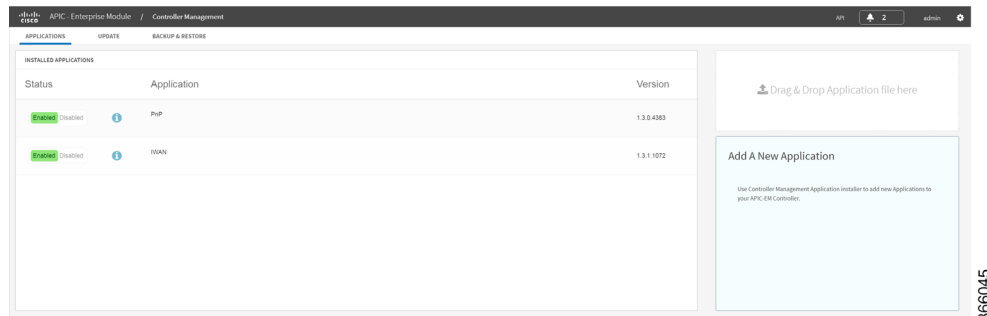 CISCO APIC - Enterprise Module / Controller Management API 2 admin
APPLICATIONS UPDATE BACKUP & RESTORE
INSTALLED APPLICATIONS
Status Application Version
Enabled Disabled PnP 1.3.0.4383
Enabled Disabled IWAN 1.3.1.1072
Drag & Drop Application file here
Add A New Application
Use Controller Management Application installer to add new Applications to
your APIC-EM Controller.
366045